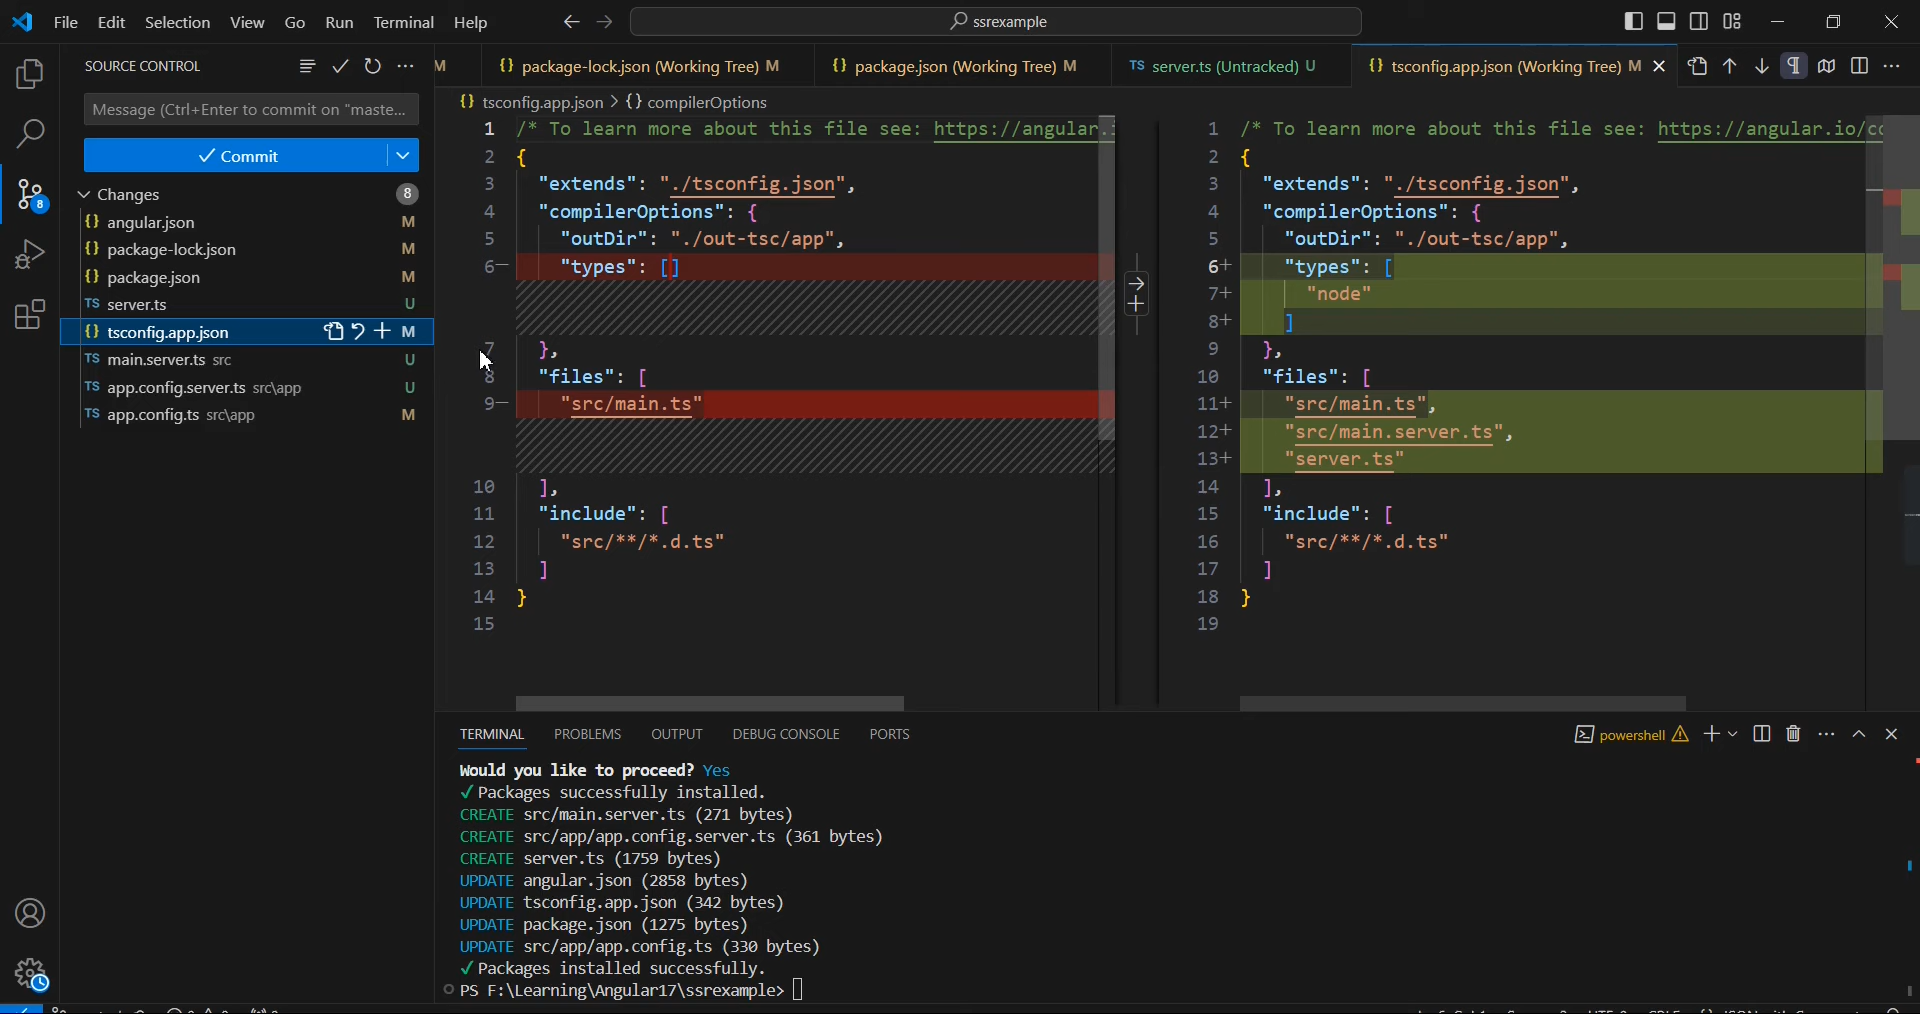 File Edit Selection View Go Run Terminal Help
ssrexample
SOURCE CONTROL
Message (Ctrl+Enter to commit on "maste...
Commit
Changes 8
8
{} angular.json M
{} package-lock.json M
{} package.json M
TS server.ts U
{} tsconfig.app.json M
TS main.server.ts src U
TS app.config.server.ts src\app U
TS app.config.ts src\app M
M
{} package-lock.json (Working Tree) M
{} package.json (Working Tree) M
TS server.ts (Untracked) U
{} tsconfig.app.json (Working Tree) M
{} tsconfig.app.json > {} compilerOptions
1 /* To learn more about this file see: https://angular.i
2 {
3 "extends": "./tsconfig.json",
4 "compilerOptions": {
5 "outDir": "./out-tsc/app",
6− "types": []
7 },
8 "files": [
9− "src/main.ts"
10 ],
11 "include": [
12 "src/**/*.d.ts"
13 ]
14 }
15
1 /* To learn more about this file see: https://angular.io/co
2 {
3 "extends": "./tsconfig.json",
4 "compilerOptions": {
5 "outDir": "./out-tsc/app",
6+ "types": [
7+ "node"
8+ ]
9 },
10 "files": [
11+ "src/main.ts",
12+ "src/main.server.ts",
13+ "server.ts"
14 ],
15 "include": [
16 "src/**/*.d.ts"
17 ]
18 }
19
TERMINAL PROBLEMS OUTPUT DEBUG CONSOLE PORTS
powershell
Would you like to proceed? Yes
✓ Packages successfully installed.
CREATE src/main.server.ts (271 bytes)
CREATE src/app/app.config.server.ts (361 bytes)
CREATE server.ts (1759 bytes)
UPDATE angular.json (2858 bytes)
UPDATE tsconfig.app.json (342 bytes)
UPDATE package.json (1275 bytes)
UPDATE src/app/app.config.ts (330 bytes)
✓ Packages installed successfully.
PS F:\Learning\Angular17\ssrexample>